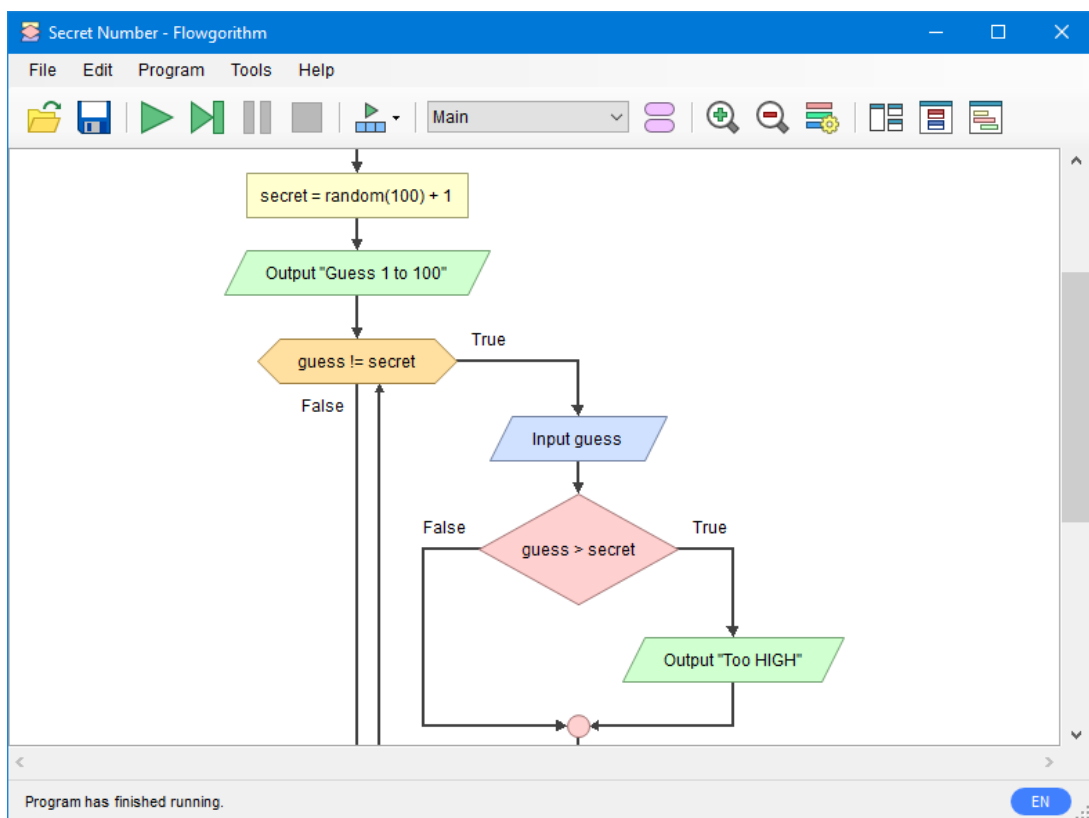 Secret Number - Flowgorithm
File Edit Program Tools Help
Main
secret = random(100) + 1
Output "Guess 1 to 100"
guess != secret
True
False
Input guess
False
True
guess > secret
Output "Too HIGH"
Program has finished running.
EN